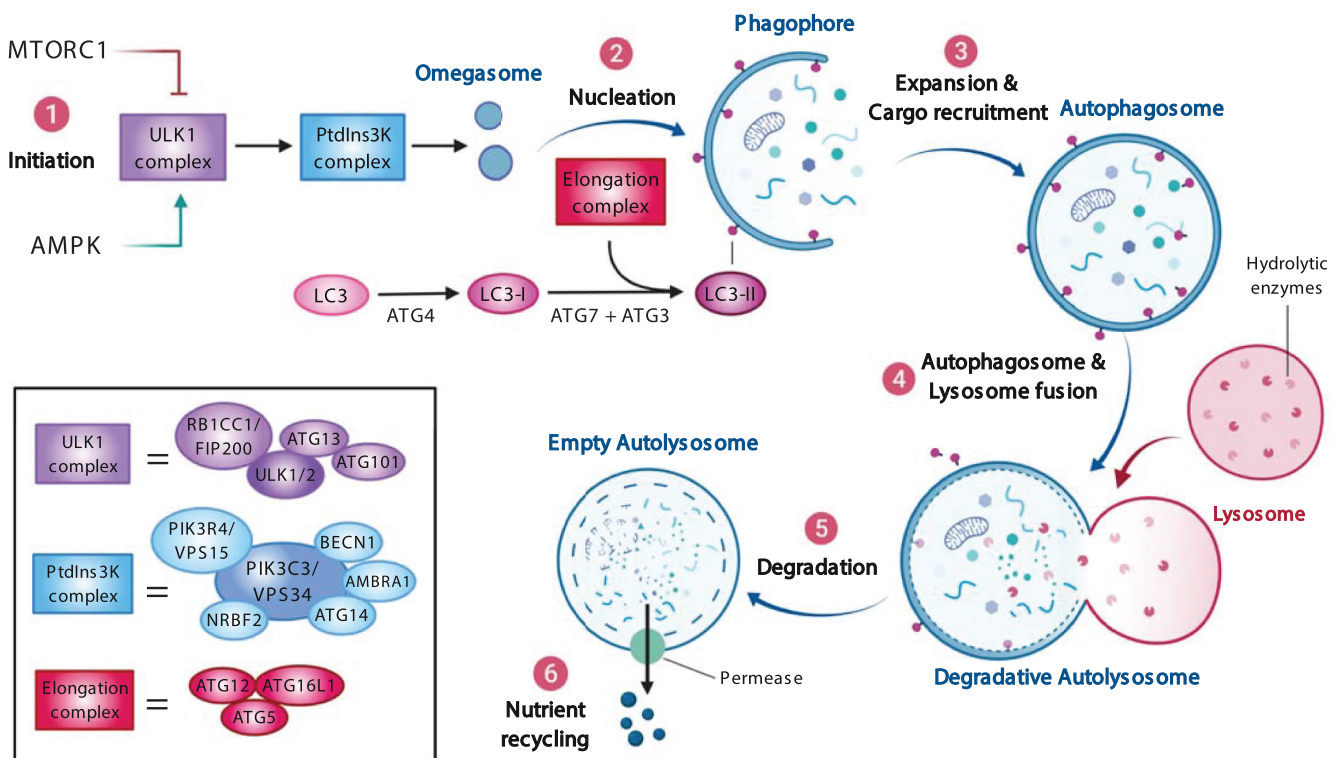 MTORC1
1
Initiation
ULK1
complex
AMPK
PtdIns3K
complex
Omegasome
2
Nucleation
Elongation
complex
LC3
ATG4
LC3-I
ATG7 + ATG3
LC3-II
Phagophore
3
Expansion &
Cargo recruitment
Autophagosome
Hydrolytic
enzymes
4
Autophagosome &
Lysosome fusion
Lysosome
Degradative Autolysosome
5
Degradation
Empty Autolysosome
Permease
6
Nutrient
recycling
ULK1
complex
=
RB1CC1/
FIP200
ATG13
ULK1/2
ATG101
PtdIns3K
complex
=
PIK3R4/
VPS15
PIK3C3/
VPS34
BECN1
AMBRA1
ATG14
NRBF2
Elongation
complex
=
ATG12
ATG16L1
ATG5